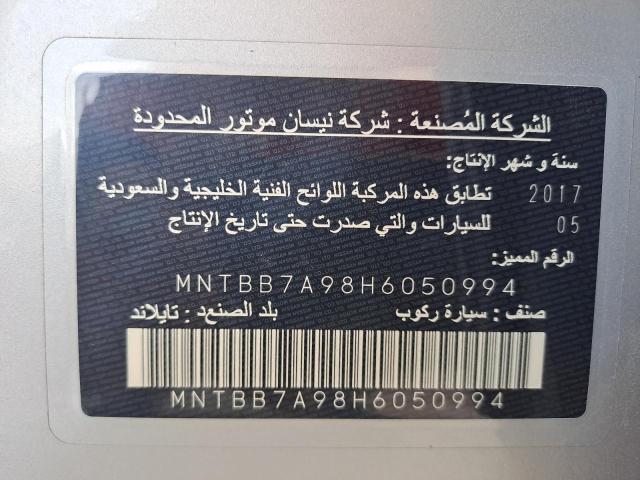 الشركة المُصنعة : شركة نيسان موتور المحدودة
سنة و شهر الإنتاج:
2017 تطابق هذه المركبة اللوائح الفنية الخليجية والسعودية
05 للسيارات والتي صدرت حتى تاريخ الإنتاج
الرقم المميز:
MNTBB7A98H6050994
صنف : سيارة ركوب بلد الصنع : تايلاند
MNTBB7A98H6050994